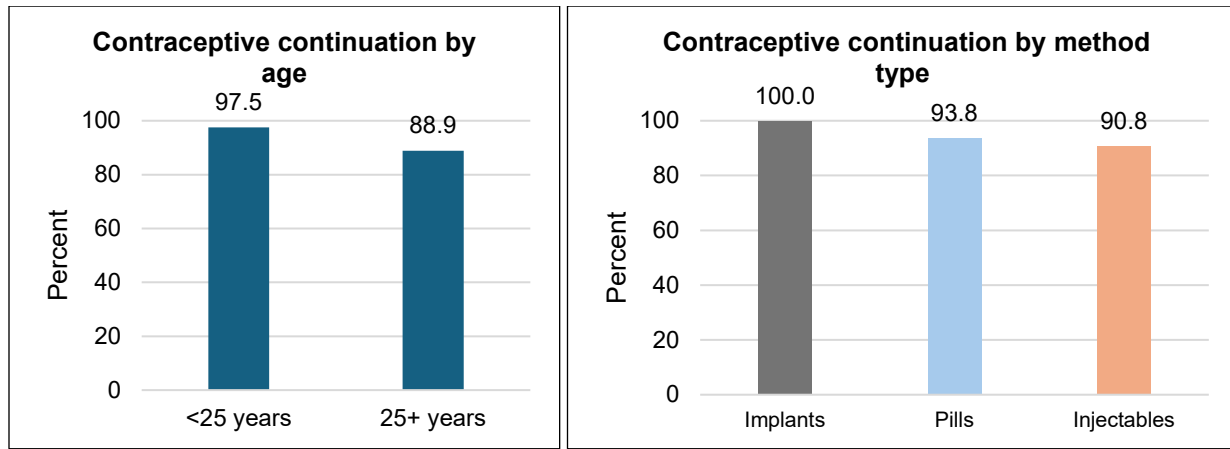 Contraceptive continuation by
age
97.5
88.9
100
80
60
40
20
0
Percent
<25 years
25+ years
Contraceptive continuation by method
type
100.0
93.8
90.8
100
80
60
40
20
0
Percent
Implants
Pills
Injectables